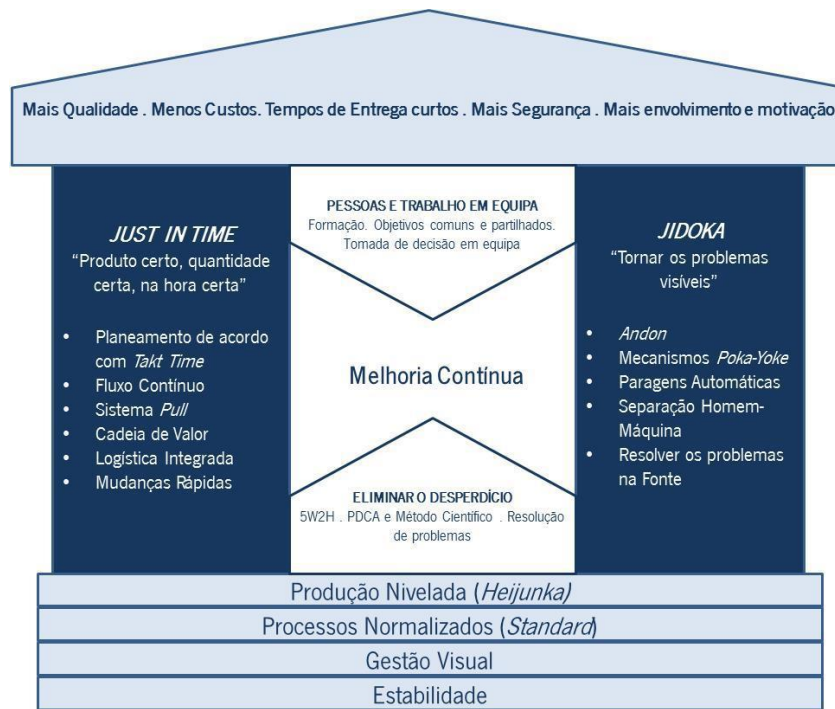 Mais Qualidade . Menos Custos. Tempos de Entrega curtos . Mais Segurança . Mais envolvimento e motivação
JUST IN TIME
“Produto certo, quantidade
certa, na hora certa”
• Planeamento de acordo
com Takt Time
• Fluxo Contínuo
• Sistema Pull
• Cadeia de Valor
• Logística Integrada
• Mudanças Rápidas
PESSOAS E TRABALHO EM EQUIPA
Formação. Objetivos comuns e partilhados.
Tomada de decisão em equipa
Melhoria Contínua
ELIMINAR O DESPERDÍCIO
5W2H . PDCA e Método Científico . Resolução
de problemas
JIDOKA
“Tornar os problemas
visíveis”
• Andon
• Mecanismos Poka-Yoke
• Paragens Automáticas
• Separação Homem-
Máquina
• Resolver os problemas
na Fonte
Produção Nivelada (Heijunka)
Processos Normalizados (Standard)
Gestão Visual
Estabilidade